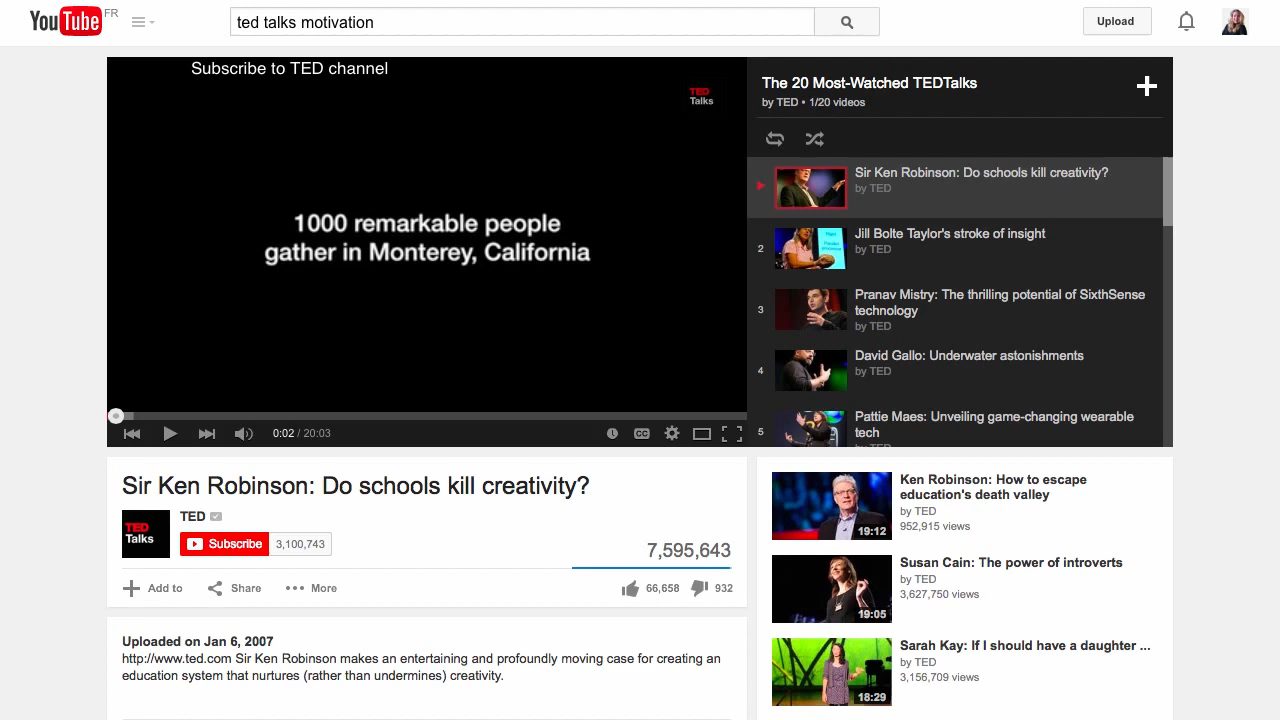 YouTube FR
ted talks motivation
Upload
Subscribe to TED channel
TED
Talks
1000 remarkable people
gather in Monterey, California
0:02 / 20:03
CC
The 20 Most-Watched TEDTalks
by TED • 1/20 videos
Sir Ken Robinson: Do schools kill creativity?
by TED
2
Jill Bolte Taylor's stroke of insight
by TED
3
Pranav Mistry: The thrilling potential of SixthSense
technology
by TED
4
David Gallo: Underwater astonishments
by TED
5
Pattie Maes: Unveiling game-changing wearable
tech
by TED
Sir Ken Robinson: Do schools kill creativity?
TED
Talks
TED
Subscribe 3,100,743
7,595,643
Add to Share More
66,658 932
Uploaded on Jan 6, 2007
http://www.ted.com Sir Ken Robinson makes an entertaining and profoundly moving case for creating an
education system that nurtures (rather than undermines) creativity.
19:12
Ken Robinson: How to escape
education's death valley
by TED
952,915 views
19:05
Susan Cain: The power of introverts
by TED
3,627,750 views
18:29
Sarah Kay: If I should have a daughter ...
by TED
3,156,709 views